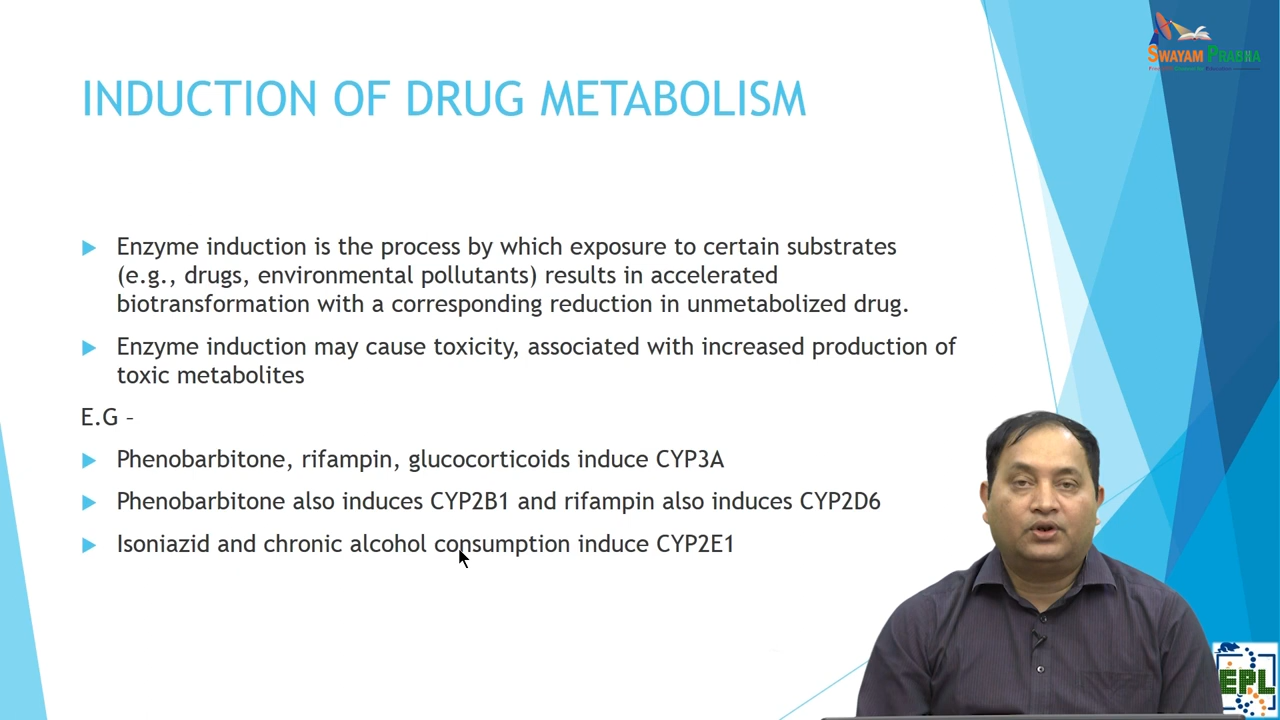 SWAYAM PRABHA
INDUCTION OF DRUG METABOLISM
Enzyme induction is the process by which exposure to certain substrates
(e.g., drugs, environmental pollutants) results in accelerated
biotransformation with a corresponding reduction in unmetabolized drug.
Enzyme induction may cause toxicity, associated with increased production of
toxic metabolites
E.G –
Phenobarbitone, rifampin, glucocorticoids induce CYP3A
Phenobarbitone also induces CYP2B1 and rifampin also induces CYP2D6
Isoniazid and chronic alcohol consumption induce CYP2E1
EPL